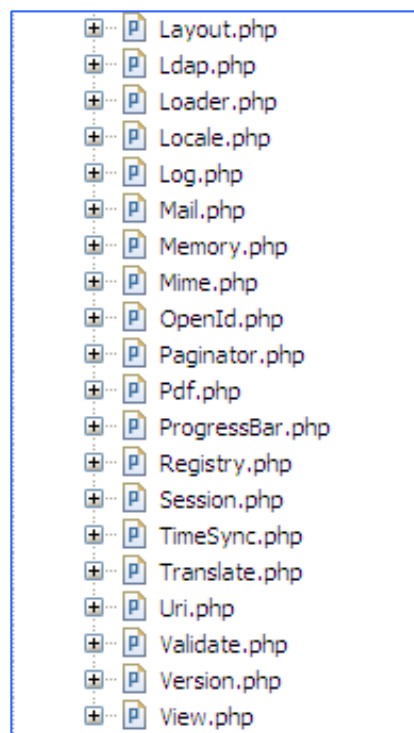 Layout.php
Ldap.php
Loader.php
Locale.php
Log.php
Mail.php
Memory.php
Mime.php
OpenId.php
Paginator.php
Pdf.php
ProgressBar.php
Registry.php
Session.php
TimeSync.php
Translate.php
Uri.php
Validate.php
Version.php
View.php